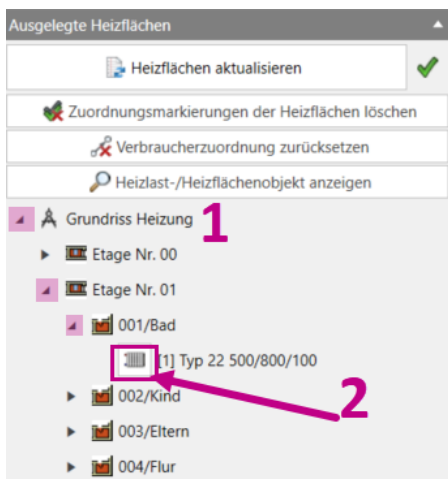 Ausgelegte Heizflächen
Heizflächen aktualisieren
Zuordnungsmarkierungen der Heizflächen löschen
Verbraucherzuordnung zurücksetzen
Heizlast-/Heizflächenobjekt anzeigen
Grundriss Heizung 1
Etage Nr. 00
Etage Nr. 01
001/Bad
[1] Typ 22 500/800/100
002/Kind 2
003/Eltern
004/Flur